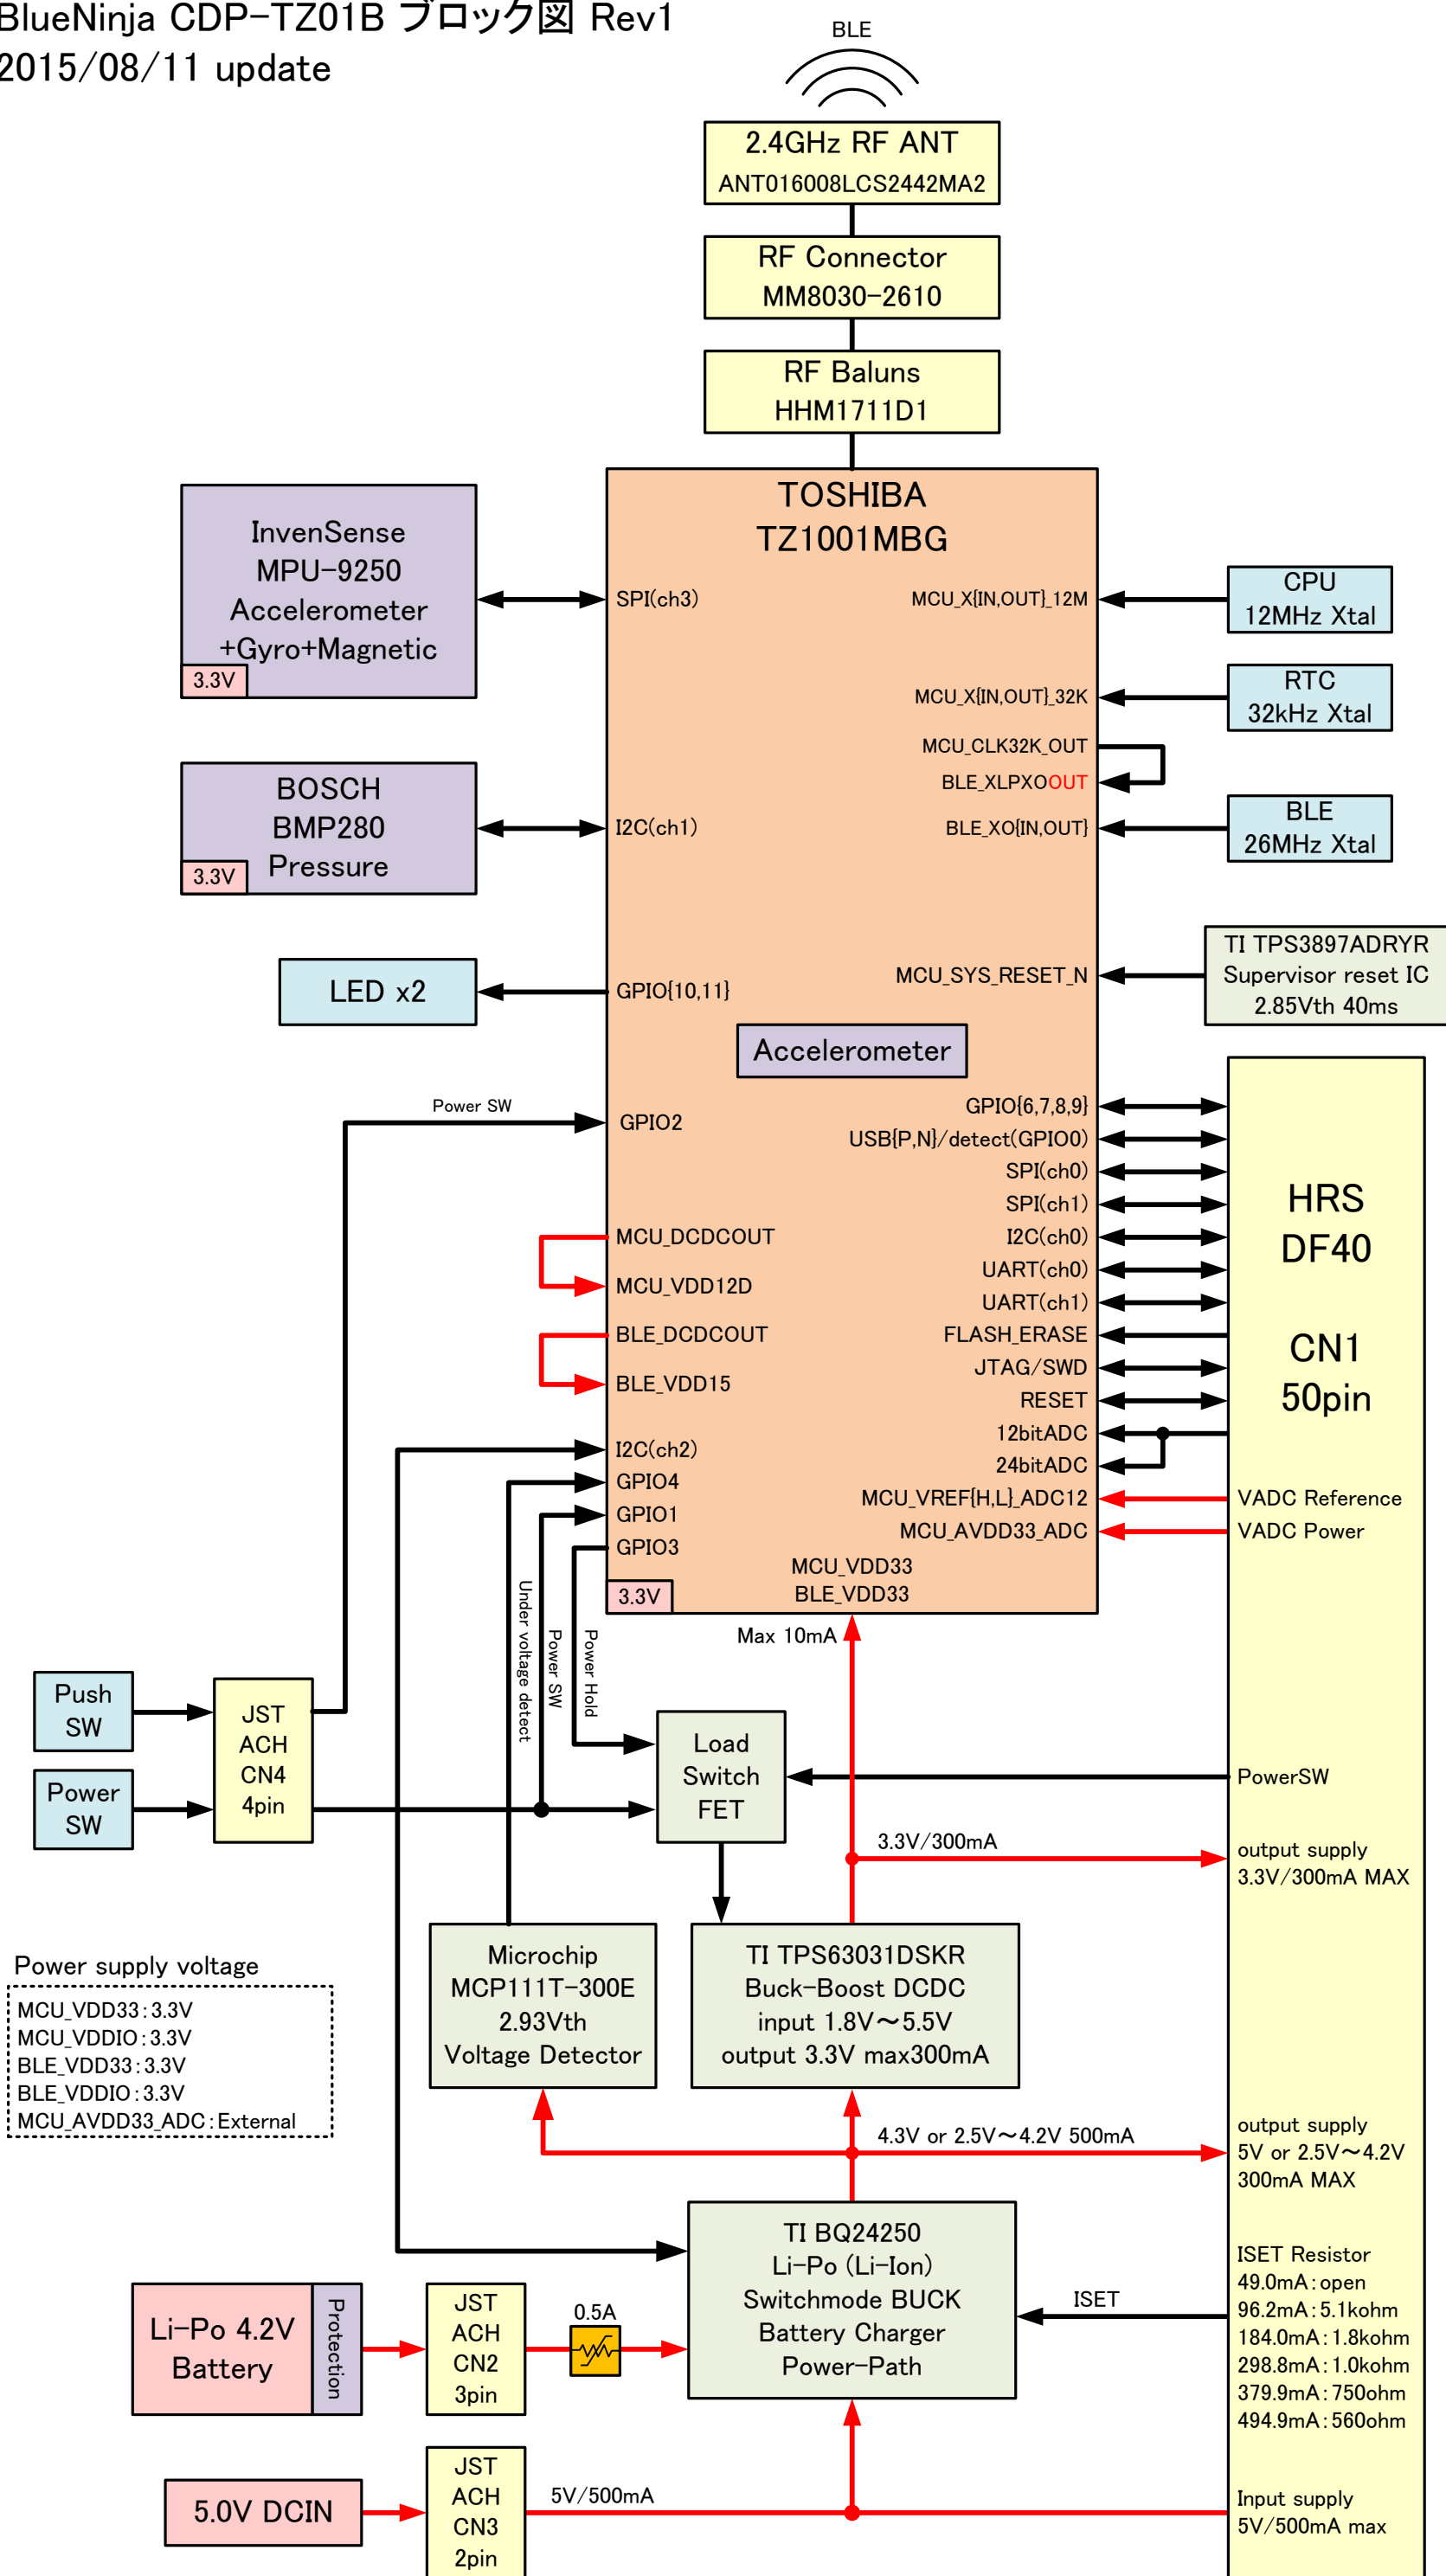 BlueNinja CDP-TZ01B ブロック図 Rev1
2015/08/11 update
BLE
2.4GHz RF ANT
ANT016008LCS2442MA2
RF Connector
MM8030-2610
RF Baluns
HHM1711D1
TOSHIBA
TZ1001MBG
InvenSense
MPU-9250
Accelerometer
+Gyro+Magnetic
3.3V
SPI(ch3)
MCU_X{IN,OUT}_12M
CPU
12MHz Xtal
MCU_X{IN,OUT}_32K
RTC
32kHz Xtal
MCU_CLK32K_OUT
BLE_XLPXOOUT
BOSCH
BMP280
Pressure
3.3V
I2C(ch1)
BLE_XO{IN,OUT}
BLE
26MHz Xtal
LED x2
GPIO{10,11}
MCU_SYS_RESET_N
TI TPS3897ADRYR
Supervisor reset IC
2.85Vth 40ms
Accelerometer
Power SW
GPIO2
GPIO{6,7,8,9}
USB{P,N}/detect(GPIO0)
SPI(ch0)
SPI(ch1)
I2C(ch0)
UART(ch0)
UART(ch1)
FLASH_ERASE
JTAG/SWD
RESET
12bitADC
24bitADC
MCU_VREF{H,L}_ADC12
MCU_AVDD33_ADC
HRS
DF40
CN1
50pin
VADC Reference
VADC Power
MCU_DCDCOUT
MCU_VDD12D
BLE_DCDCOUT
BLE_VDD15
I2C(ch2)
GPIO4
GPIO1
GPIO3
3.3V
MCU_VDD33
BLE_VDD33
Under voltage detect
Power SW
Power Hold
Max 10mA
Push
SW
Power
SW
JST
ACH
CN4
4pin
Load
Switch
FET
PowerSW
3.3V/300mA
output supply
3.3V/300mA MAX
Microchip
MCP111T-300E
2.93Vth
Voltage Detector
TI TPS63031DSKR
Buck-Boost DCDC
input 1.8V～5.5V
output 3.3V max300mA
Power supply voltage
MCU_VDD33:3.3V
MCU_VDDIO:3.3V
BLE_VDD33:3.3V
BLE_VDDIO:3.3V
MCU_AVDD33_ADC:External
4.3V or 2.5V～4.2V 500mA
output supply
5V or 2.5V～4.2V
300mA MAX
TI BQ24250
Li-Po (Li-Ion)
Switchmode BUCK
Battery Charger
Power-Path
ISET
ISET Resistor
49.0mA:open
96.2mA:5.1kohm
184.0mA:1.8kohm
298.8mA:1.0kohm
379.9mA:750ohm
494.9mA:560ohm
Li-Po 4.2V
Battery
Protection
JST
ACH
CN2
3pin
0.5A
5.0V DCIN
JST
ACH
CN3
2pin
5V/500mA
Input supply
5V/500mA max